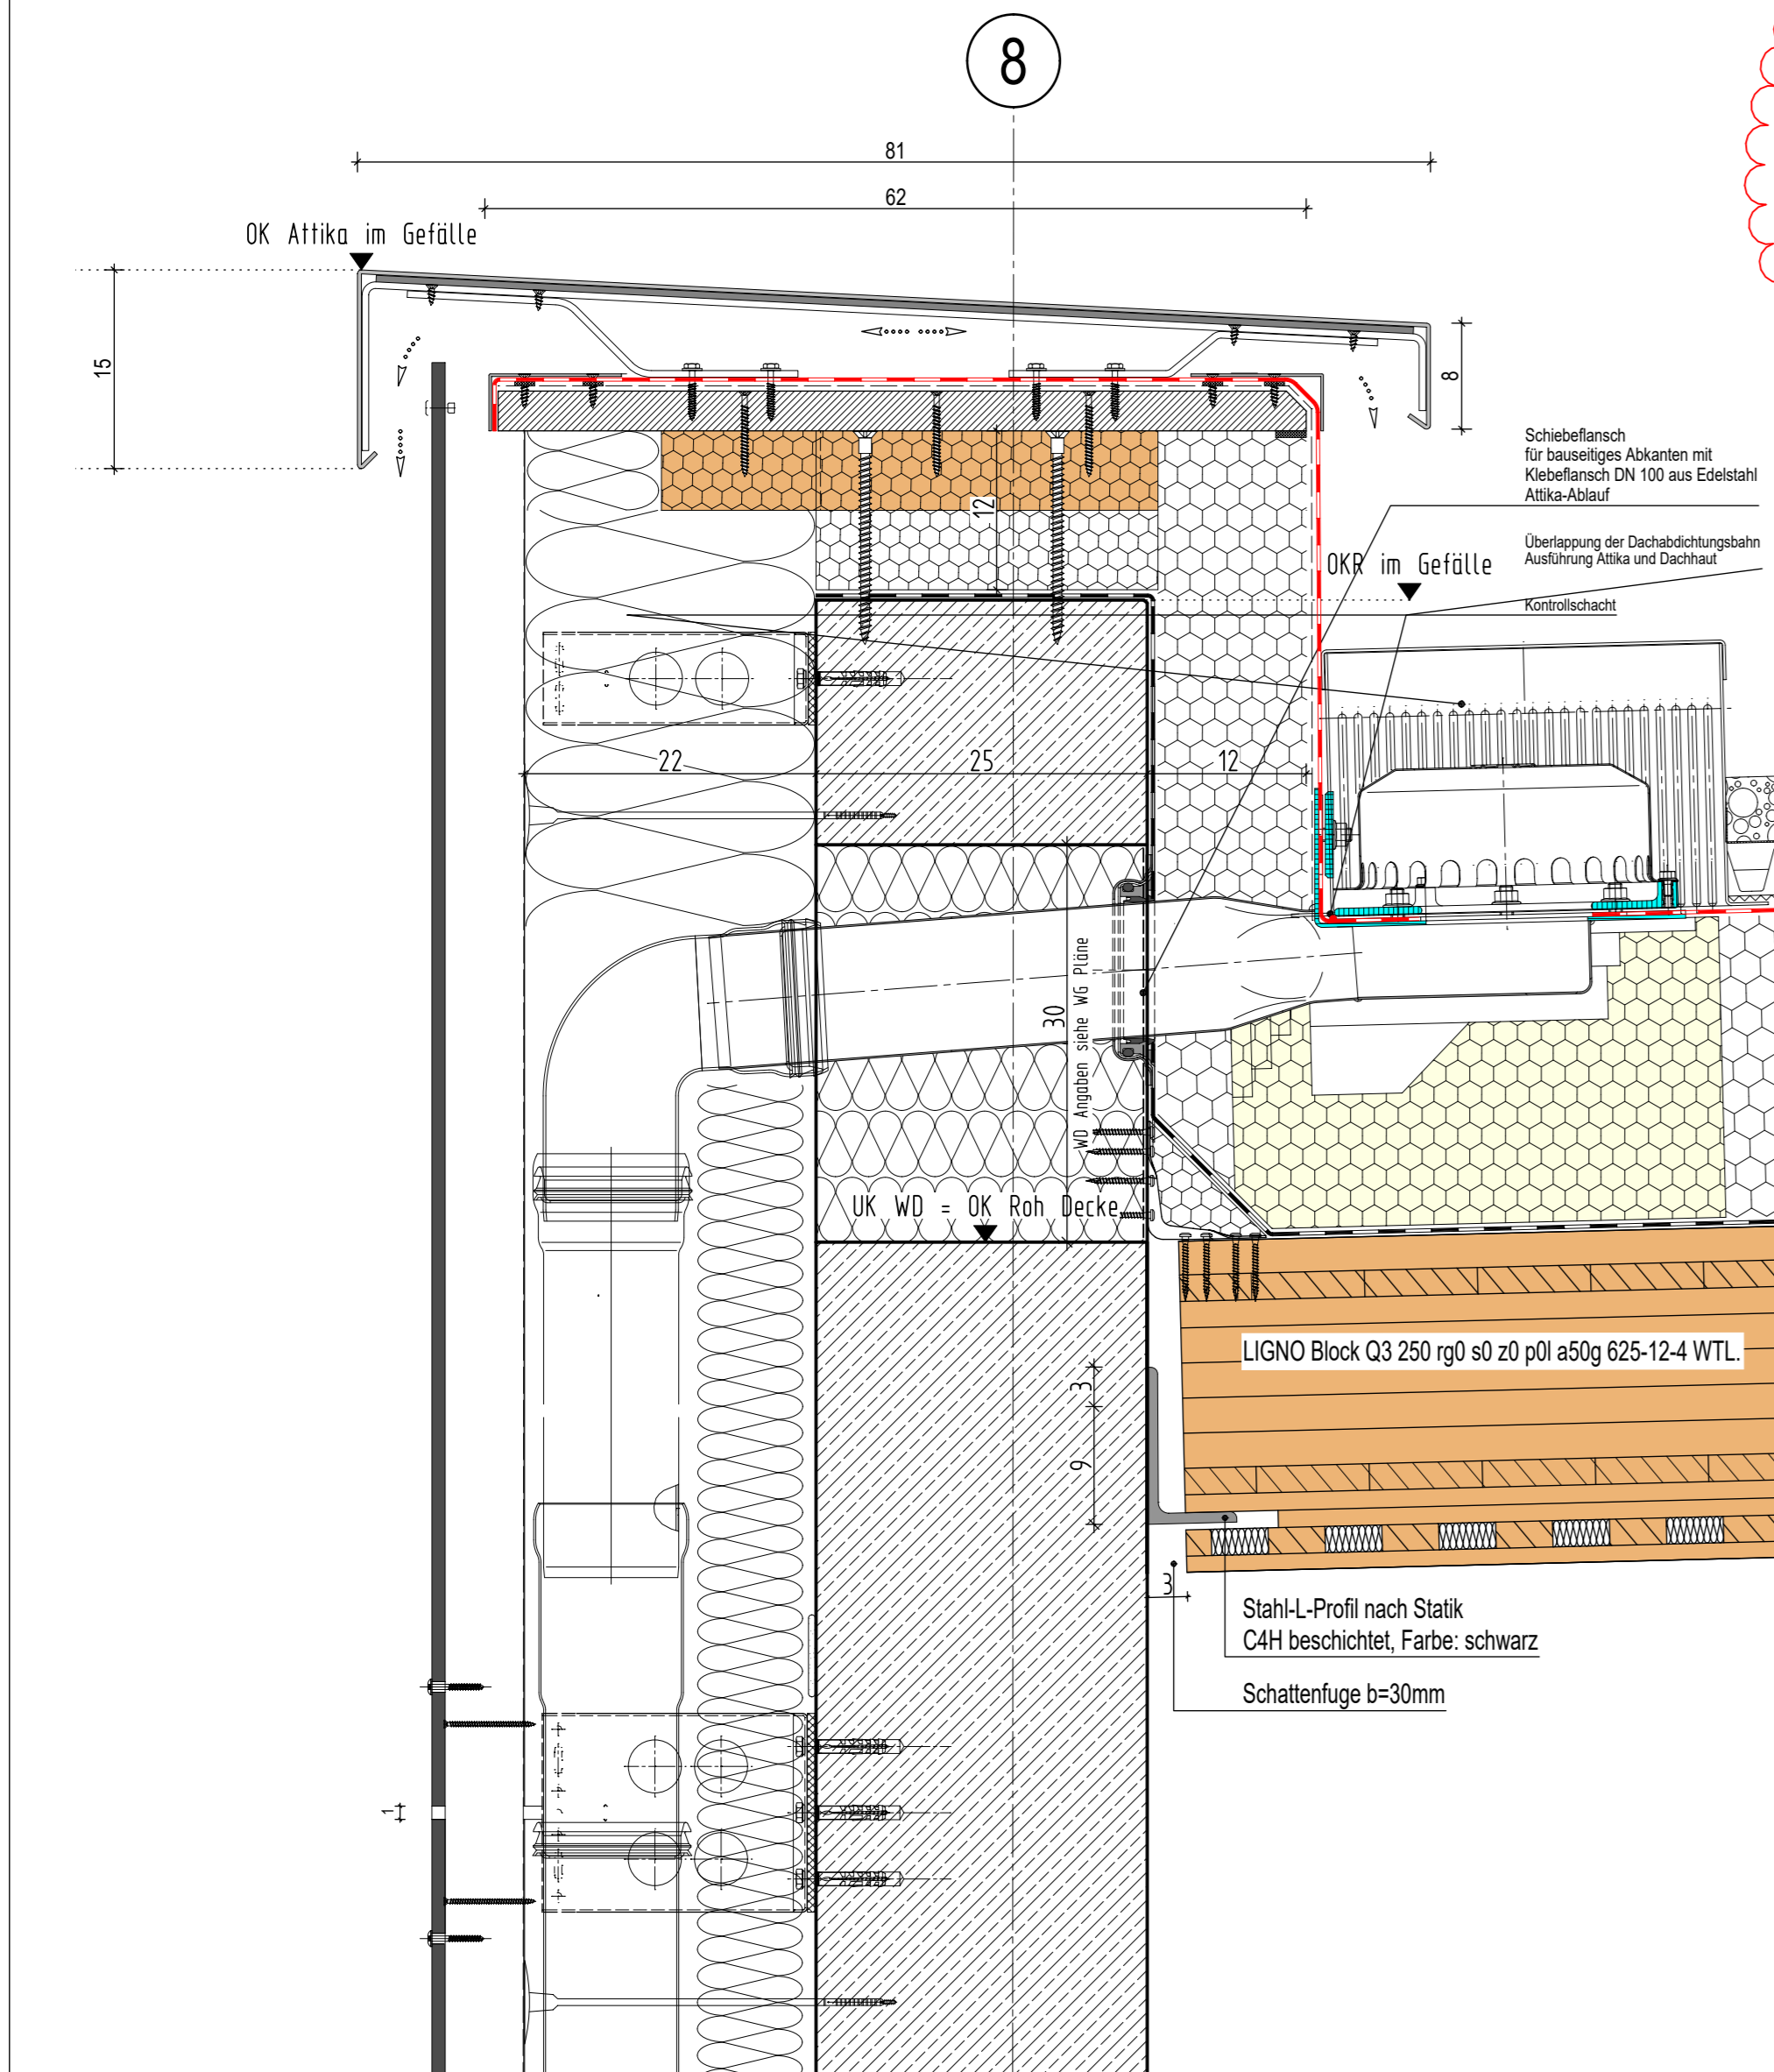 8
81
62
OK Attika im Gefälle
15
8
Schiebeflansch
für bauseitiges Abkanten mit
Klebeflansch DN 100 aus Edelstahl
Attika-Ablauf
12
Überlappung der Dachabdichtungsbahn
Ausführung Attika und Dachhaut
OKR im Gefälle
Kontrollschacht
22
25
12
30
WD Angaben siehe WG Pläne
UK WD = OK Roh Decke
LIGNO Block Q3 250 rg0 s0 z0 p0l a50g 625-12-4 WTL.
3
9
3
Stahl-L-Profil nach Statik
C4H beschichtet, Farbe: schwarz
Schattenfuge b=30mm
1